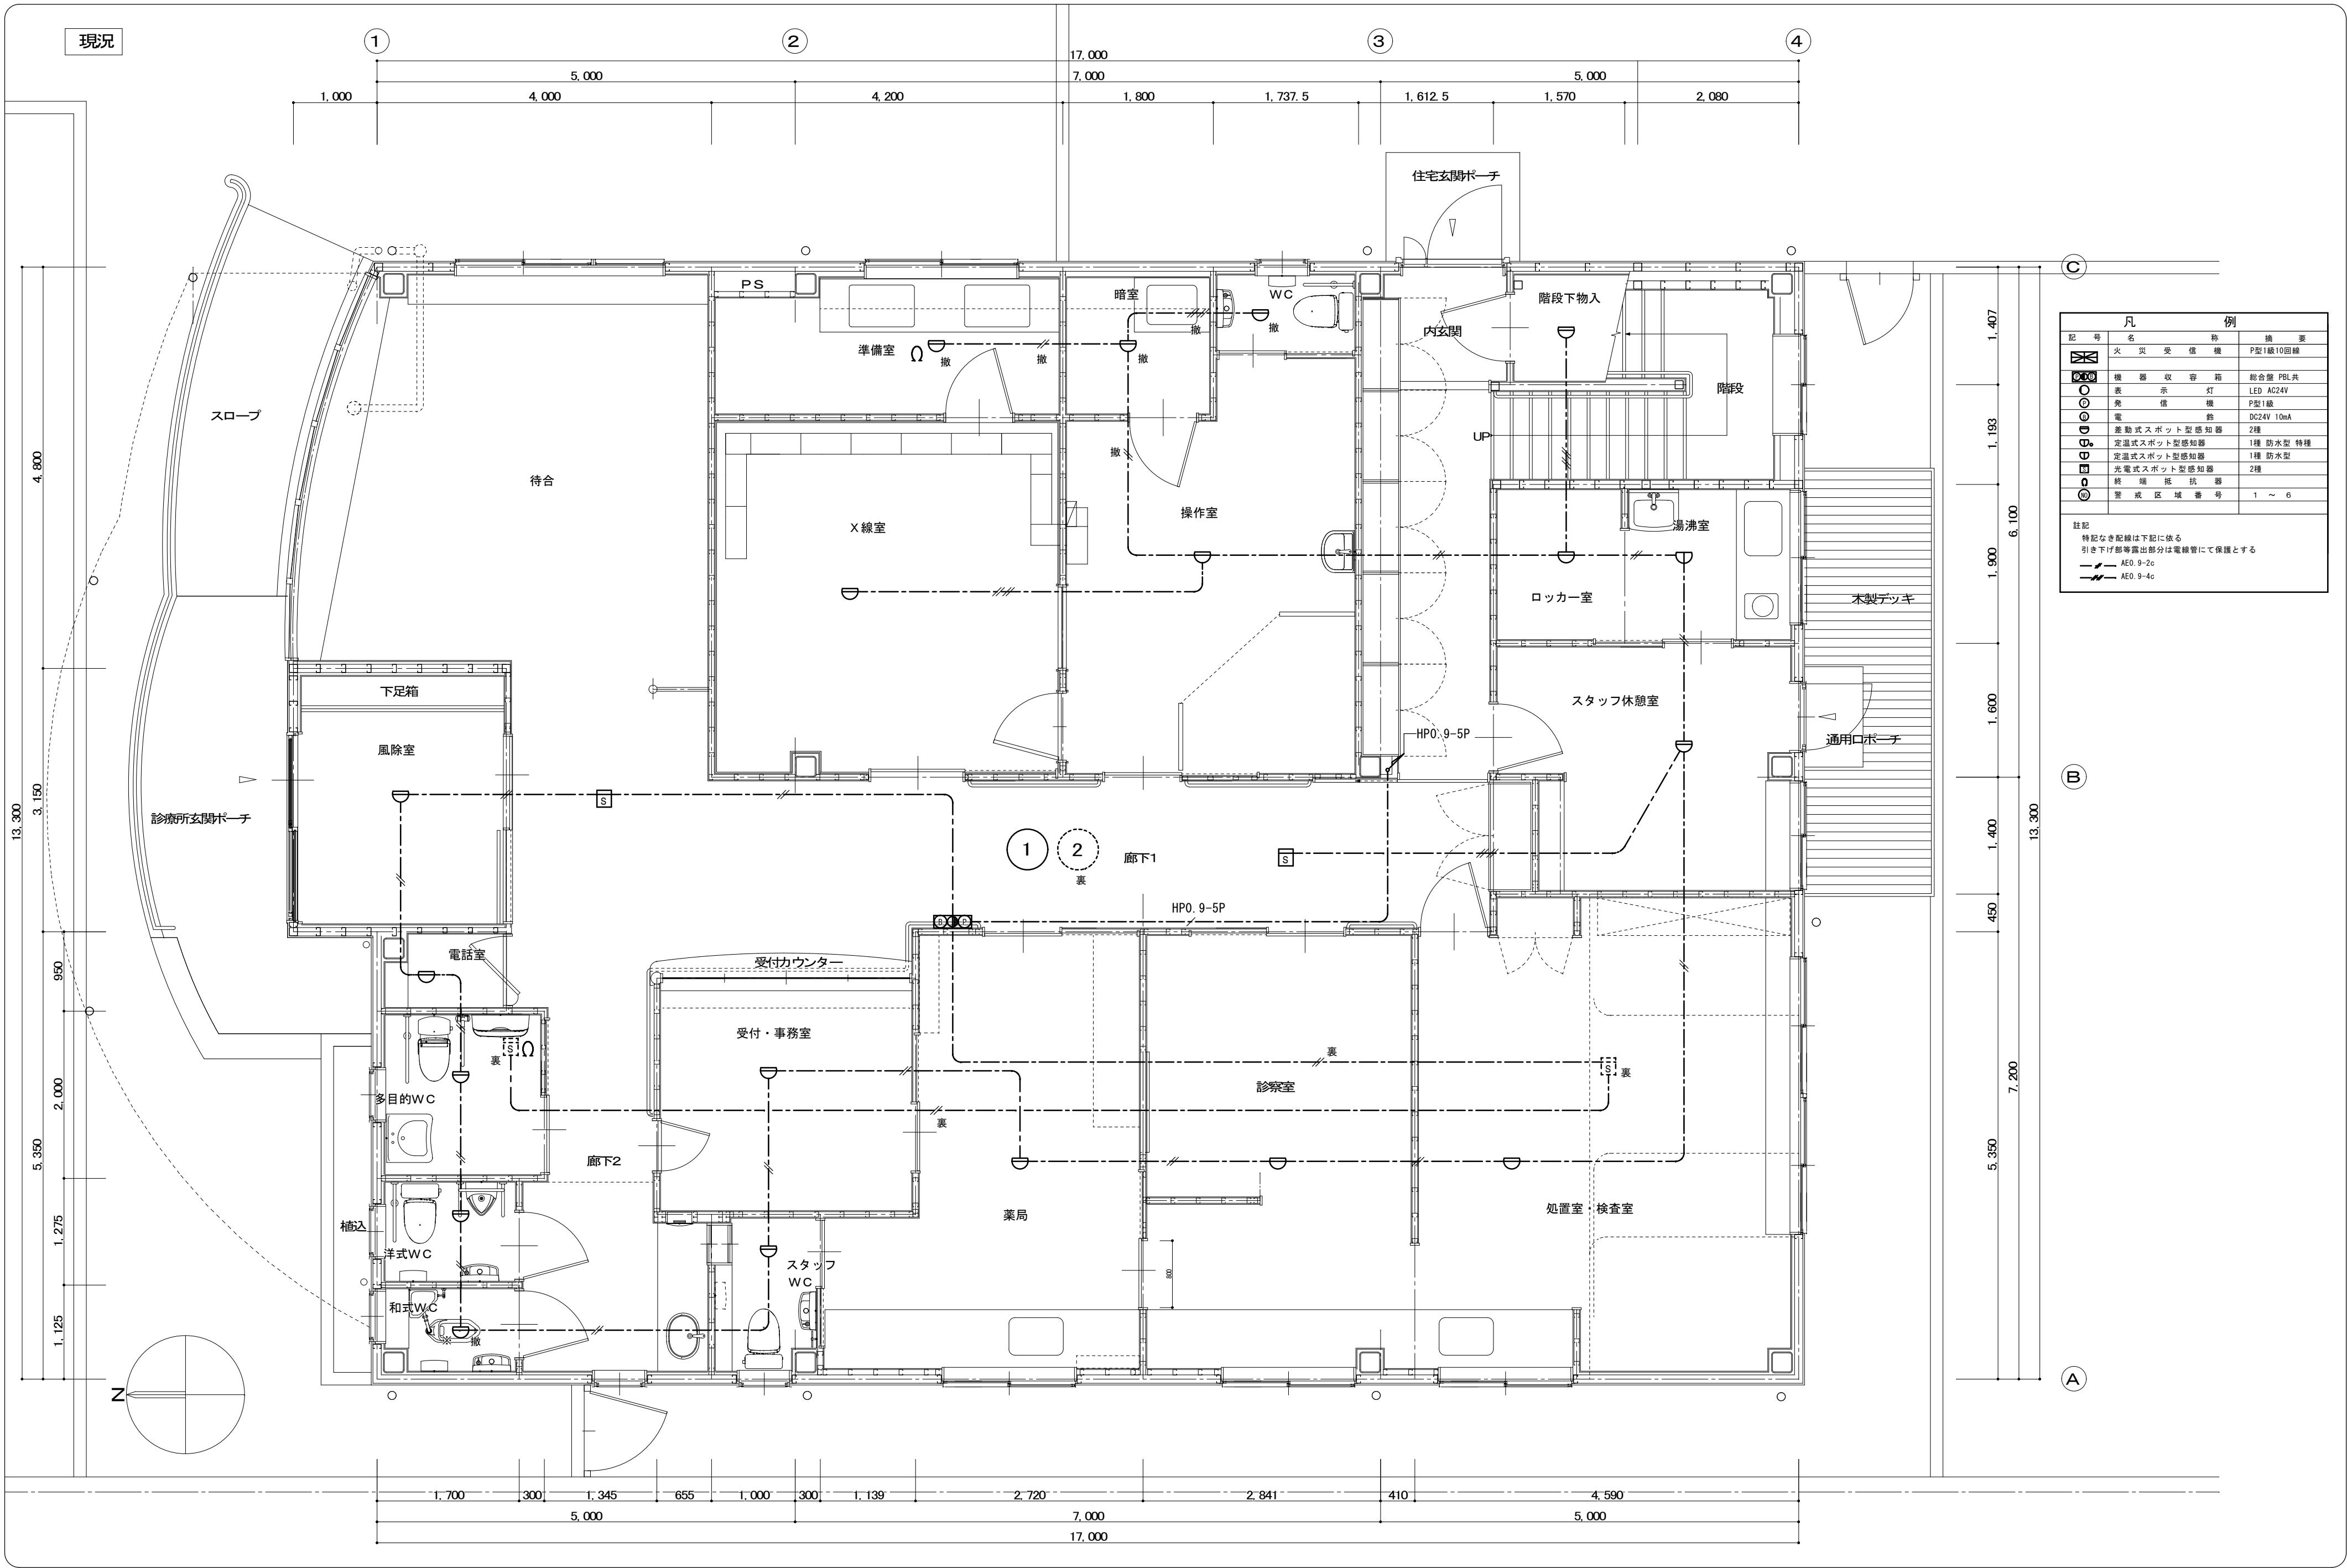 現況
① ② ③ ④
17,000
5,000 7,000 5,000
1,000 4,000 4,200 1,800 1,737.5 1,612.5 1,570 2,080
住宅玄関ポーチ
Ⓒ
PS
暗室
WC
階段下物入
準備室
撤
撤
撤
撤
撤
内玄関
階段
スロープ
UP
撤
待合
X線室
操作室
湯沸室
ロッカー室
木製デッキ
下足箱
スタッフ休憩室
風除室
HP0.9-5P
通用口ポーチ
Ⓑ
S
診療所玄関ポーチ
1
2
裏
廊下1
S
HP0.9-5P
B P
電話室
受付カウンター
受付・事務室
S
裏
裏
S
裏
診察室
多目的WC
裏
廊下2
薬局
処置室・検査室
植込
洋式WC
スタッフ
WC
800
和式WC
※
撤
N
Ⓐ
13,300
4,800
3,150
5,350
950
2,000
1,275
1,125
1,407
1,193
1,900
1,600
1,400
450
5,350
6,100
7,200
13,300
1,700 300 1,345 655 1,000 300 1,139 2,720 2,841 410 4,590
5,000 7,000 5,000
17,000
凡例
記号 名称 摘要
火災受信機 P型1級10回線
機器収容箱 総合盤 PBL共
表示灯 LED AC24V
P 発信機 P型1級
B 電鈴 DC24V 10mA
差動式スポット型感知器 2種
定温式スポット型感知器 1種 防水型 特種
定温式スポット型感知器 1種 防水型
S 光電式スポット型感知器 2種
Ω 終端抵抗器
NO 警戒区域番号 1 ～ 6
註記
特記なき配線は下記に依る
引き下げ部等露出部分は電線管にて保護とする
AE0.9-2c
AE0.9-4c